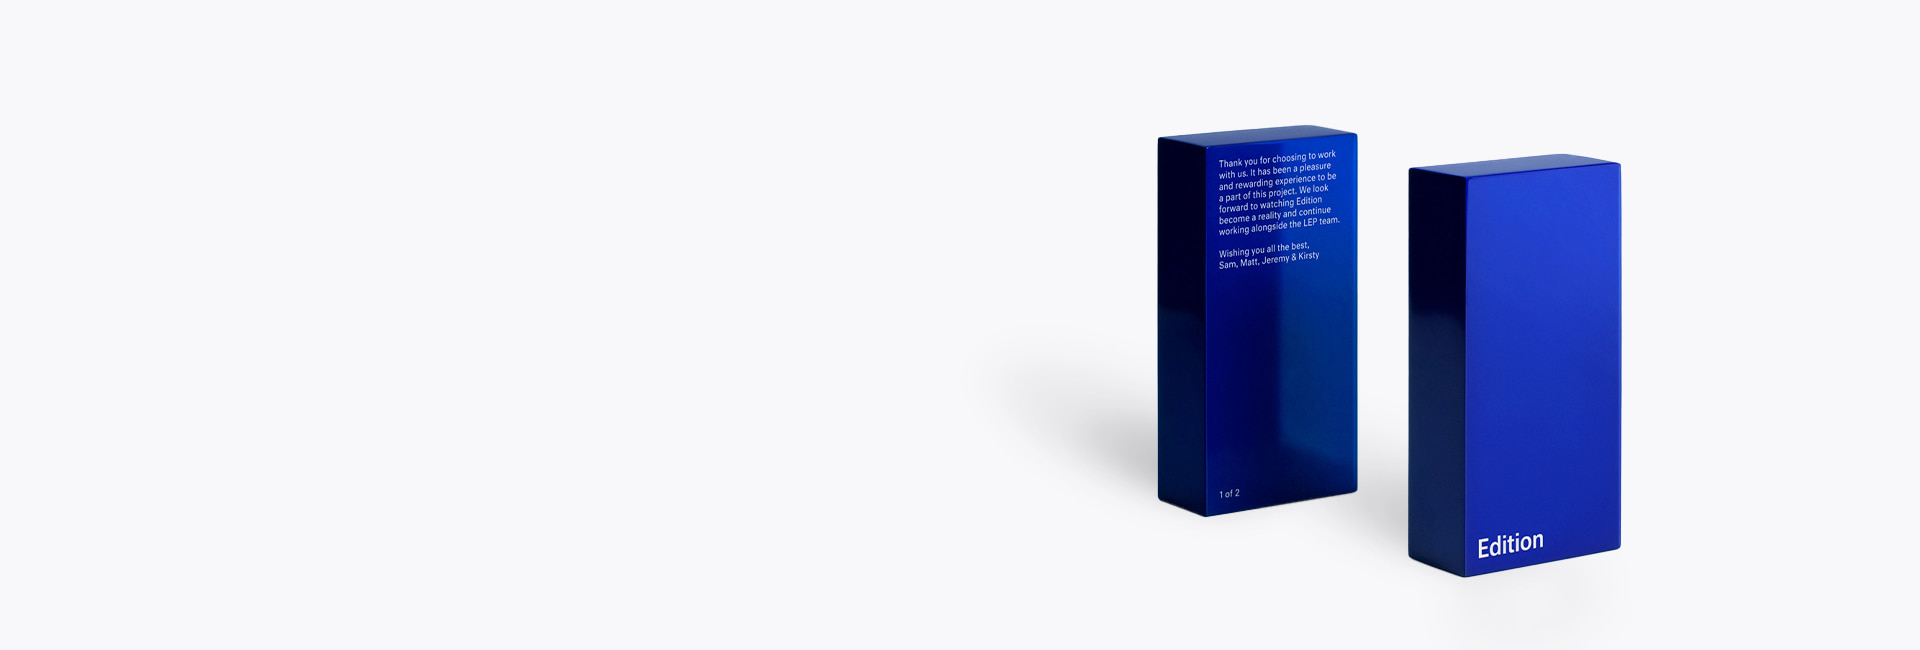 Thank you for choosing to work
with us. It has been a pleasure
and rewarding experience to be
a part of this project. We look
forward to watching Edition
become a reality and continue
working alongside the LEP team.
Wishing you all the best,
Sam, Matt, Jeremy & Kirsty
1 of 2
Edition